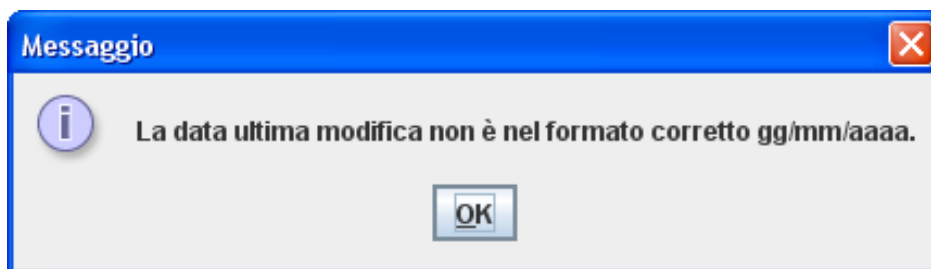 Messaggio
La data ultima modifica non è nel formato corretto gg/mm/aaaa.
OK